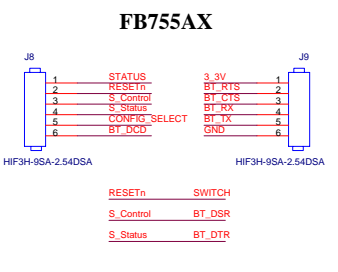 FB755AX
J8 J9
1 STATUS 3_3V 1
2 RESETn BT_RTS 2
3 S_Control BT_CTS 3
4 S_Status BT_RX 4
5 CONFIG_SELECT BT_TX 5
6 BT_DCD GND 6
HIF3H-9SA-2.54DSA HIF3H-9SA-2.54DSA
RESETn SWITCH
S_Control BT_DSR
S_Status BT_DTR